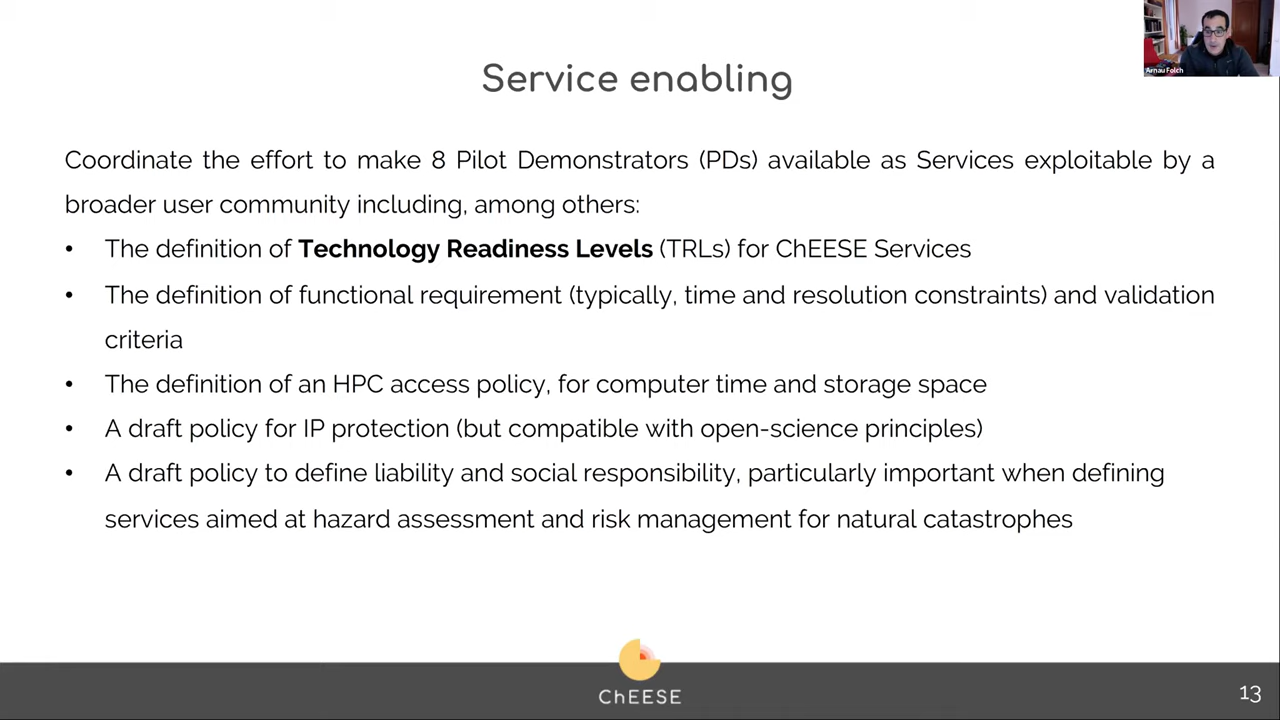 Arnau Folch
Service enabling
Coordinate the effort to make 8 Pilot Demonstrators (PDs) available as Services exploitable by a
broader user community including, among others:
• The definition of Technology Readiness Levels (TRLs) for ChEESE Services
• The definition of functional requirement (typically, time and resolution constraints) and validation
criteria
• The definition of an HPC access policy, for computer time and storage space
• A draft policy for IP protection (but compatible with open-science principles)
• A draft policy to define liability and social responsibility, particularly important when defining
services aimed at hazard assessment and risk management for natural catastrophes
ChEESE
13